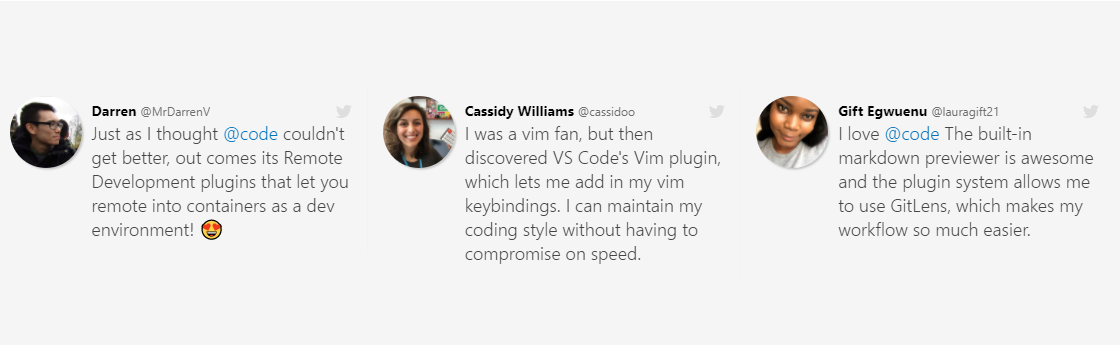 Darren @MrDarrenV
Just as I thought @code couldn't
get better, out comes its Remote
Development plugins that let you
remote into containers as a dev
environment! 😍
Cassidy Williams @cassidoo
I was a vim fan, but then
discovered VS Code's Vim plugin,
which lets me add in my vim
keybindings. I can maintain my
coding style without having to
compromise on speed.
Gift Egwuenu @lauragift21
I love @code The built-in
markdown previewer is awesome
and the plugin system allows me
to use GitLens, which makes my
workflow so much easier.